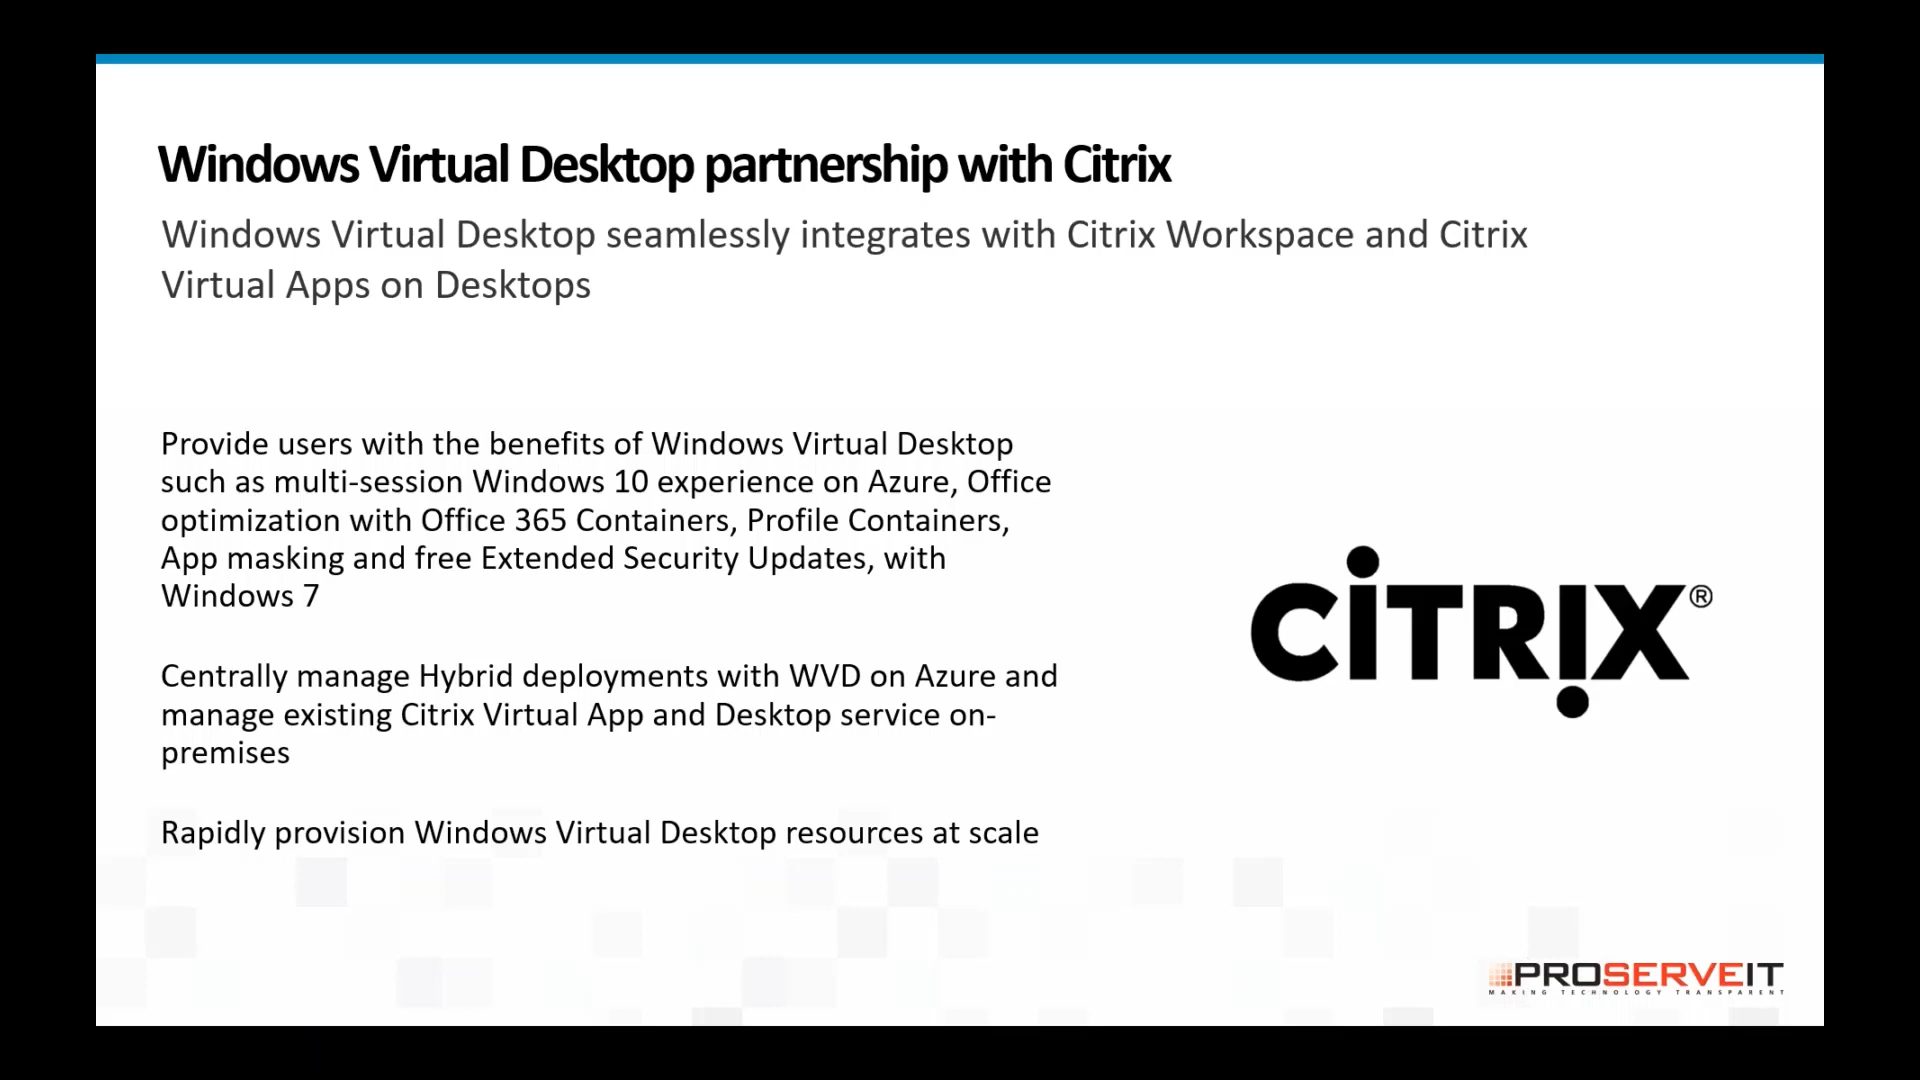 Windows Virtual Desktop partnership with Citrix
Windows Virtual Desktop seamlessly integrates with Citrix Workspace and Citrix
Virtual Apps on Desktops
Provide users with the benefits of Windows Virtual Desktop
such as multi-session Windows 10 experience on Azure, Office
optimization with Office 365 Containers, Profile Containers,
App masking and free Extended Security Updates, with
Windows 7
Centrally manage Hybrid deployments with WVD on Azure and
manage existing Citrix Virtual App and Desktop service on-
premises
Rapidly provision Windows Virtual Desktop resources at scale
CiTRIX®
PROSERVEIT
MAKING TECHNOLOGY TRANSPARENT